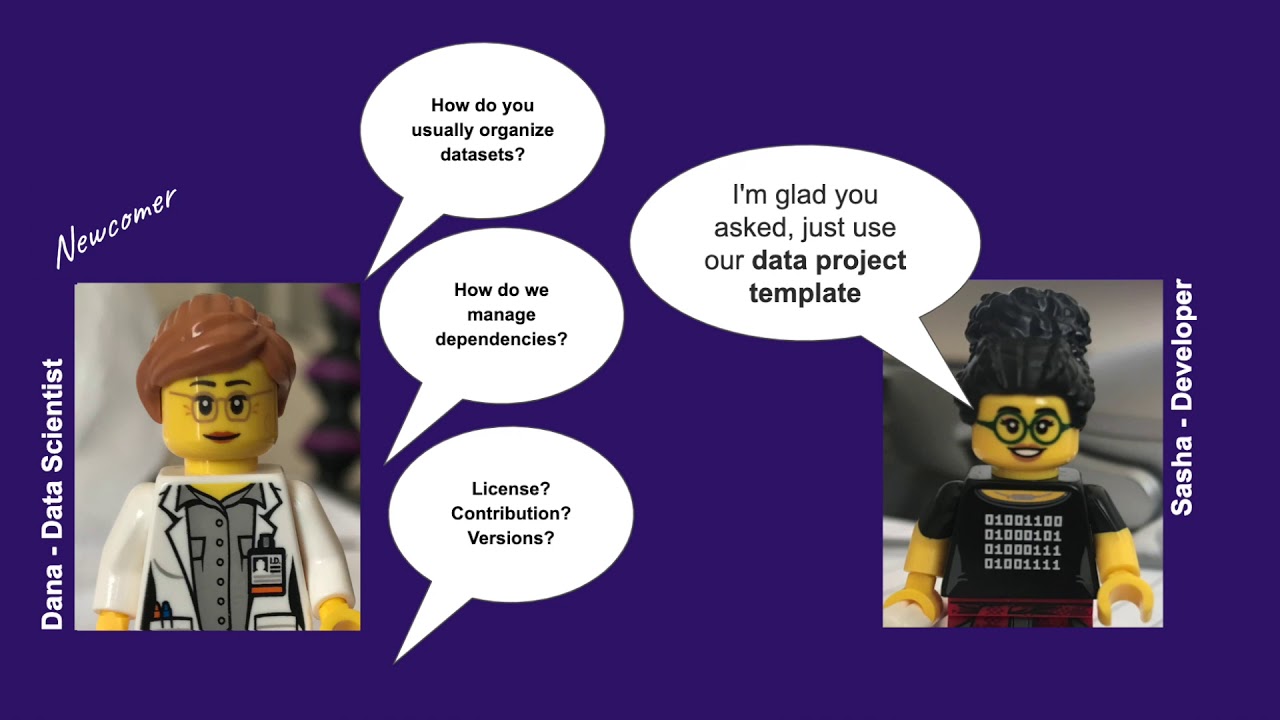 Newcomer
Dana - Data Scientist
How do you
usually organize
datasets?
How do we
manage
dependencies?
License?
Contribution?
Versions?
I'm glad you
asked, just use
our data project
template
Sasha - Developer
01001100
01000101
01000111
01001111